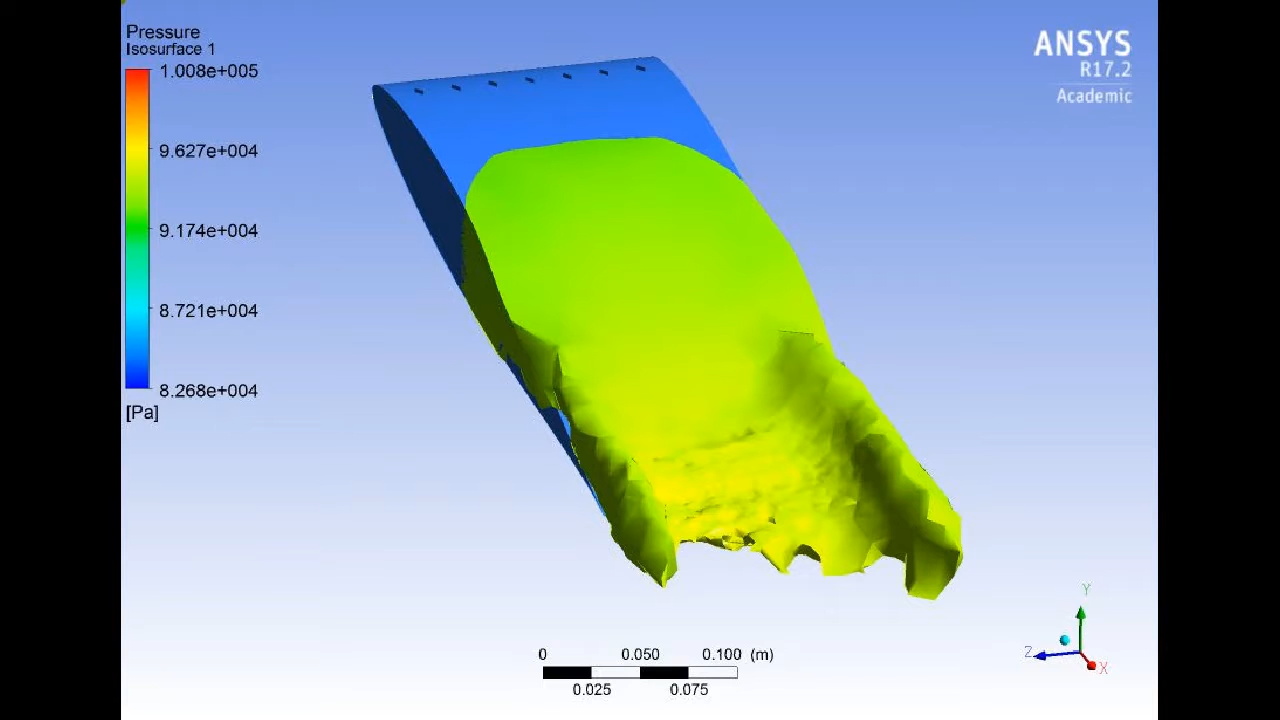 Pressure
Isosurface 1
1.008e+005
9.627e+004
9.174e+004
8.721e+004
8.268e+004
[Pa]
ANSYS
R17.2
Academic
0 0.050 0.100 (m)
0.025 0.075
Y
Z
X